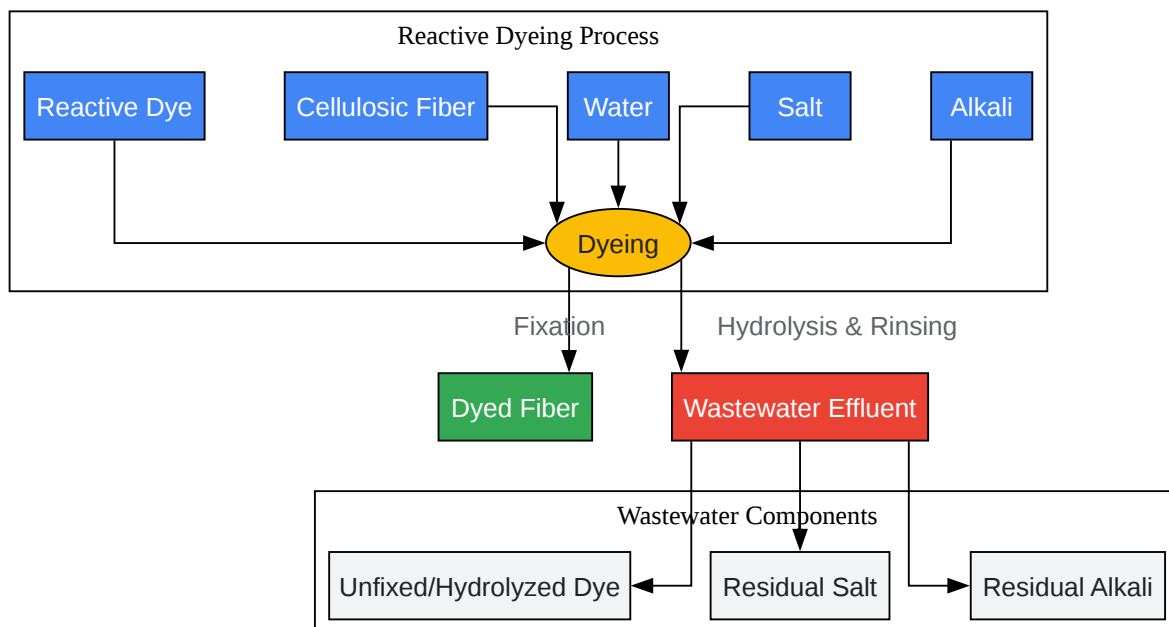 Reactive Dyeing Process
Reactive Dye
Cellulosic Fiber
Water
Salt
Alkali
Dyeing
Fixation
Hydrolysis & Rinsing
Dyed Fiber
Wastewater Effluent
Wastewater Components
Unfixed/Hydrolyzed Dye
Residual Salt
Residual Alkali